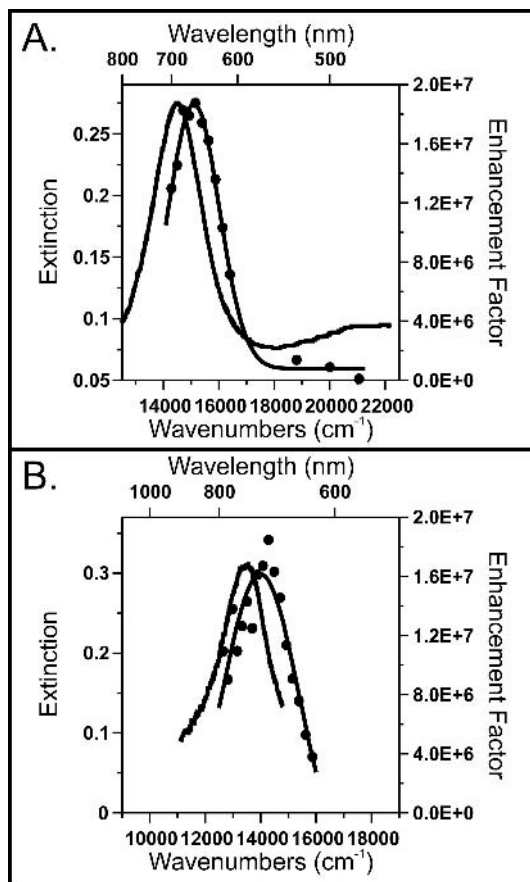 A.
Wavelength (nm)
800 700 600 500
Extinction
0.25
0.2
0.15
0.1
0.05
2.0E+7
1.6E+7
1.2E+7
8.0E+6
4.0E+6
0.0E+0
Enhancement Factor
14000 16000 18000 20000 22000
Wavenumbers (cm-1)
B.
Wavelength (nm)
1000 800 600
Extinction
0.3
0.2
0.1
0
2.0E+7
1.6E+7
1.2E+7
8.0E+6
4.0E+6
0.0E+0
Enhancement Factor
10000 12000 14000 16000 18000
Wavenumbers (cm-1)